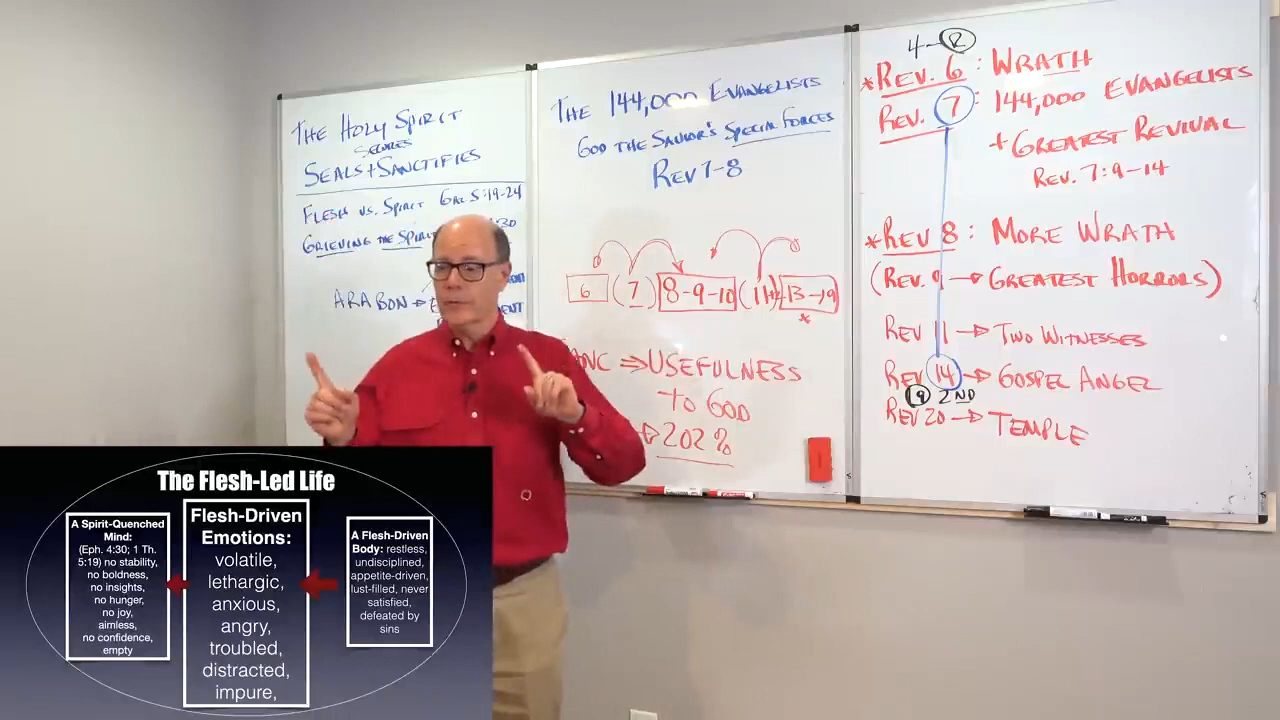 THE HOLY SPIRIT
SECURES
SEALS + SANCTIFIES
FLESH VS. SPIRIT GAL 5:19-24
GRIEVING THE SPIRIT :30
ARABON →
THE 144,000 EVANGELISTS
GOD THE SAVIOR'S SPECIAL FORCES
REV 7-8
6 (7) 8-9-10 (11) 13-19
*
⇒ USEFULNESS
TO GOD
→ 202%
4 - R
*REV. 6: WRATH
REV. 7: 144,000 EVANGELISTS
+ GREATEST REVIVAL
REV. 7:9-14
*REV 8: MORE WRATH
(REV. 9 → GREATEST HORRORS)
REV 11 → TWO WITNESSES
REV 14 → GOSPEL ANGEL
19 2ND
REV 20 → TEMPLE
The Flesh-Led Life
A Spirit-Quenched
Mind:
(Eph. 4:30; 1 Th.
5:19) no stability,
no boldness,
no insights,
no hunger,
no joy,
aimless,
no confidence,
empty
Flesh-Driven
Emotions:
volatile,
lethargic,
anxious,
angry,
troubled,
distracted,
impure,
A Flesh-Driven
Body: restless,
undisciplined,
appetite-driven,
lust-filled, never
satisfied,
defeated by
sins